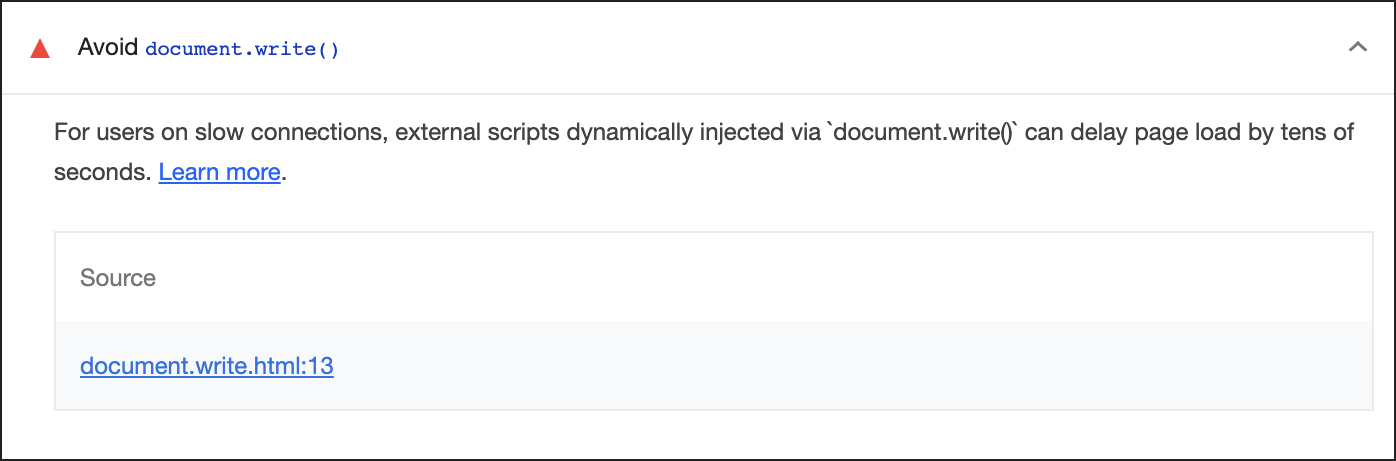 Avoid document.write()
For users on slow connections, external scripts dynamically injected via `document.write()` can delay page load by tens of
seconds. Learn more.
Source
document.write.html:13